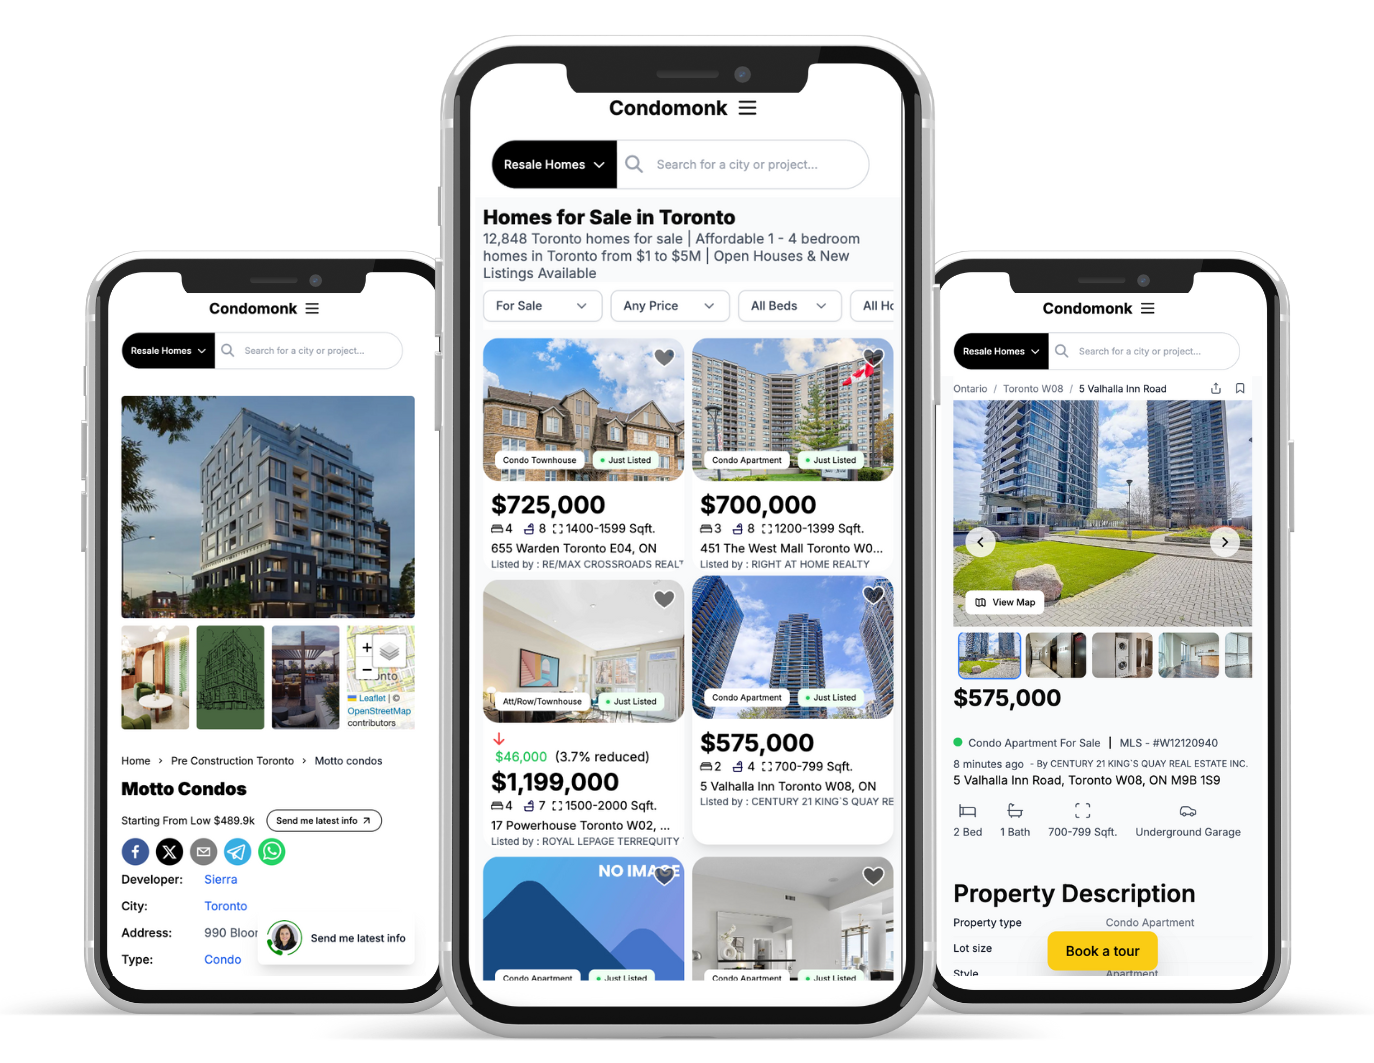 Condomonk
Resale Homes
Search for a city or project...
+
−
Leaflet | ©
OpenStreetMap
contributors
Home > Pre Construction Toronto > Motto condos
Motto Condos
Starting From Low $489.9k
Send me latest info
Developer: Sierra
City: Toronto
Address: 990 Bloor
Type: Condo
Send me latest info
Condomonk
Resale Homes
Search for a city or project...
Homes for Sale in Toronto
12,848 Toronto homes for sale | Affordable 1 - 4 bedroom
homes in Toronto from $1 to $5M | Open Houses & New
Listings Available
For Sale
Any Price
All Beds
All Ho
Condo Townhouse
Just Listed
$725,000
4 8 1400-1599 Sqft.
655 Warden Toronto E04, ON
Listed by : RE/MAX CROSSROADS REALT
Condo Apartment
Just Listed
$700,000
3 8 1200-1399 Sqft.
451 The West Mall Toronto W0...
Listed by : RIGHT AT HOME REALTY
Att/Row/Townhouse
Just Listed
$46,000 (3.7% reduced)
$1,199,000
4 7 1500-2000 Sqft.
17 Powerhouse Toronto W02, ...
Listed by : ROYAL LEPAGE TERREQUITY
Condo Apartment
Just Listed
$575,000
2 4 700-799 Sqft.
5 Valhalla Inn Toronto W08, ON
Listed by : CENTURY 21 KING`S QUAY RE
NO IMAGE
Condo Apartment
Just Listed
Condo Apartment
Just Listed
Condomonk
Resale Homes
Search for a city or project...
Ontario / Toronto W08 / 5 Valhalla Inn Road
View Map
$575,000
Condo Apartment For Sale | MLS - #W12120940
8 minutes ago - By CENTURY 21 KING`S QUAY REAL ESTATE INC.
5 Valhalla Inn Road, Toronto W08, ON M9B 1S9
2 Bed
1 Bath
700-799 Sqft.
Underground Garage
Property Description
Property type Condo Apartment
Lot size
Book a tour
Style Apartment